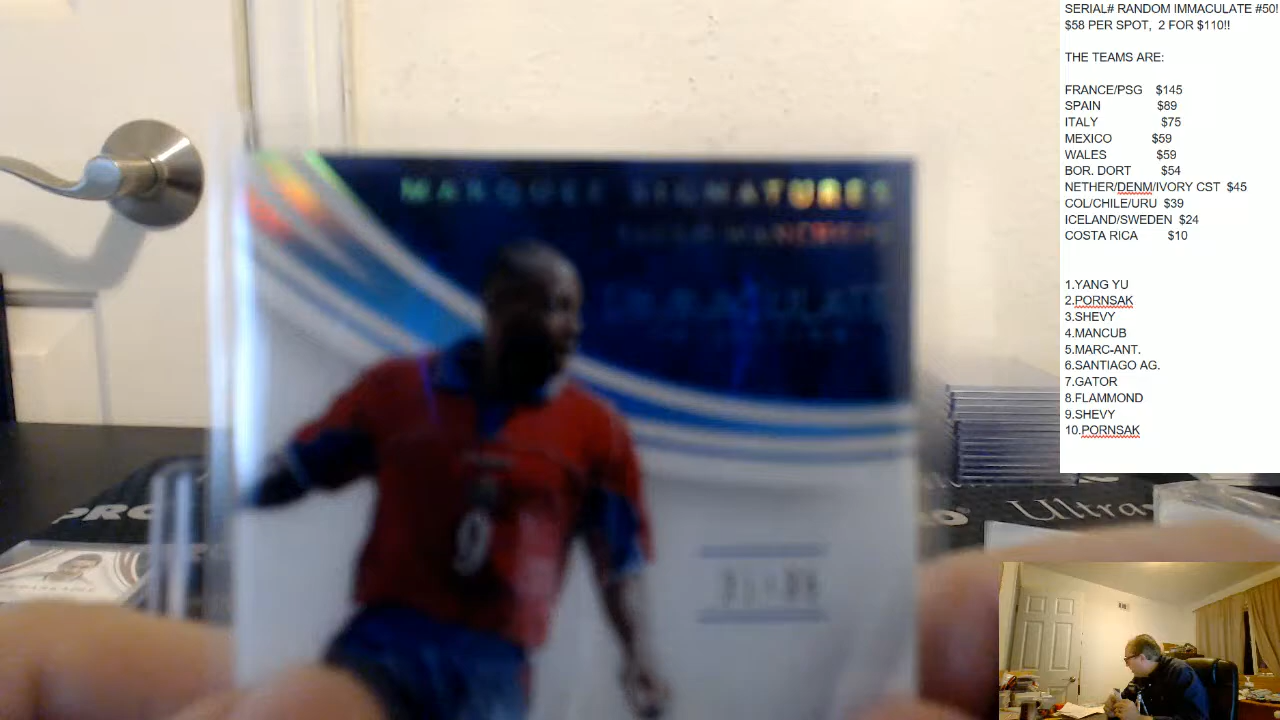 SERIAL# RANDOM IMMACULATE #50!
$58 PER SPOT, 2 FOR $110!!
THE TEAMS ARE:
FRANCE/PSG $145
SPAIN $89
ITALY $75
MEXICO $59
WALES $59
BOR. DORT $54
NETHER/DENM/IVORY CST $45
COL/CHILE/URU $39
ICELAND/SWEDEN $24
COSTA RICA $10
1.YANG YU
2.PORNSAK
3.SHEVY
4.MANCUB
5.MARC-ANT.
6.SANTIAGO AG.
7.GATOR
8.FLAMMOND
9.SHEVY
10.PORNSAK
MARQUEE SIGNATURES
IMMACULATE
9
PRO
Ultra